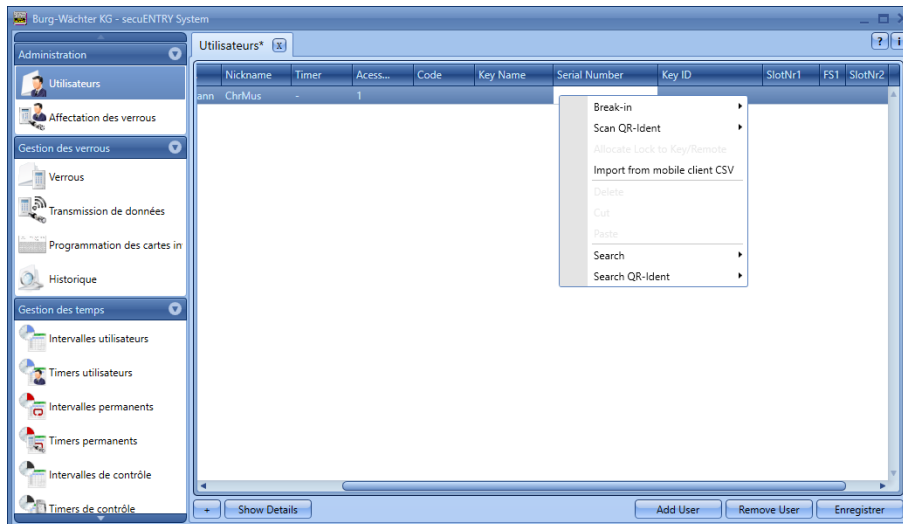 Burg-Wächter KG - secuENTRY System
Administration
Utilisateurs
Affectation des verrous
Gestion des verrous
Verrous
Transmission de données
Programmation des cartes in
Historique
Gestion des temps
Intervalles utilisateurs
Timers utilisateurs
Intervalles permanents
Timers permanents
Intervalles de contrôle
Timers de contrôle
Utilisateurs* x
? i
Nickname Timer Acess... Code Key Name Serial Number Key ID SlotNr1 FS1 SlotNr2
ann ChrMus - 1
Break-in
Scan QR-Ident
Allocate Lock to Key/Remote
Import from mobile client CSV
Delete
Cut
Paste
Search
Search QR-Ident
+ Show Details Add User Remove User Enregistrer